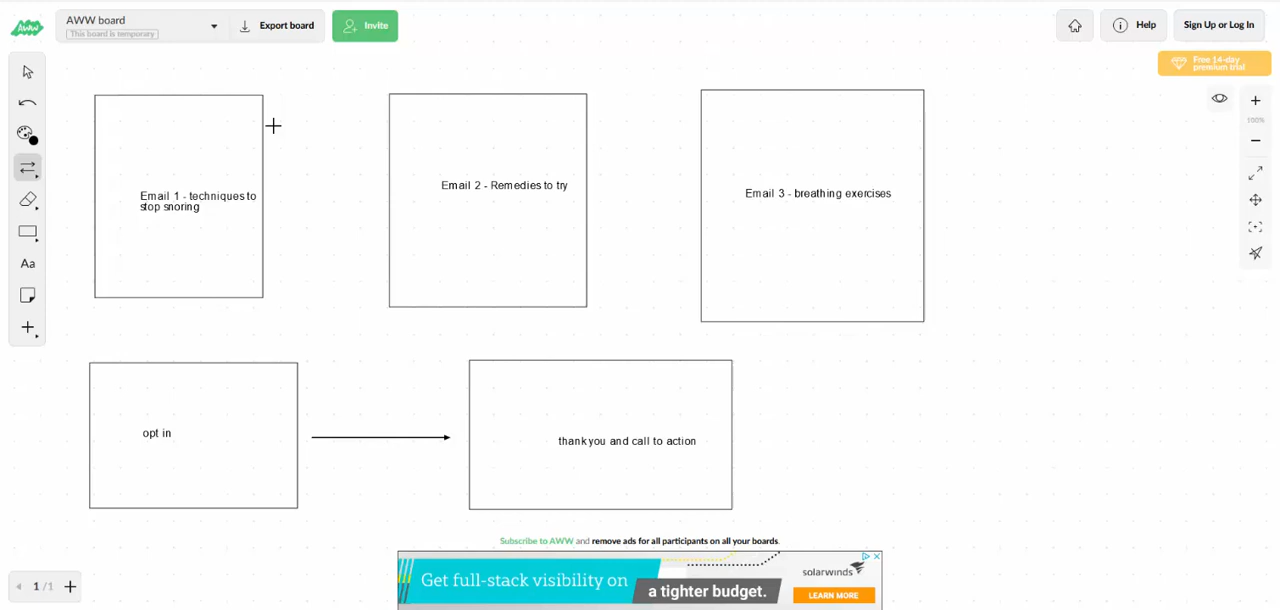 AWW
AWW board
This board is temporary
Export board
Invite
Help
Sign Up or Log In
Free 14-day
premium trial
100%
Email 1 - techniques to
stop snoring
Email 2 - Remedies to try
Email 3 - breathing exercises
Aa
opt in
thank you and call to action
Subscribe to AWW and remove ads for all participants on all your boards.
Get full-stack visibility on
a tighter budget.
solarwinds
LEARN MORE
1 / 1